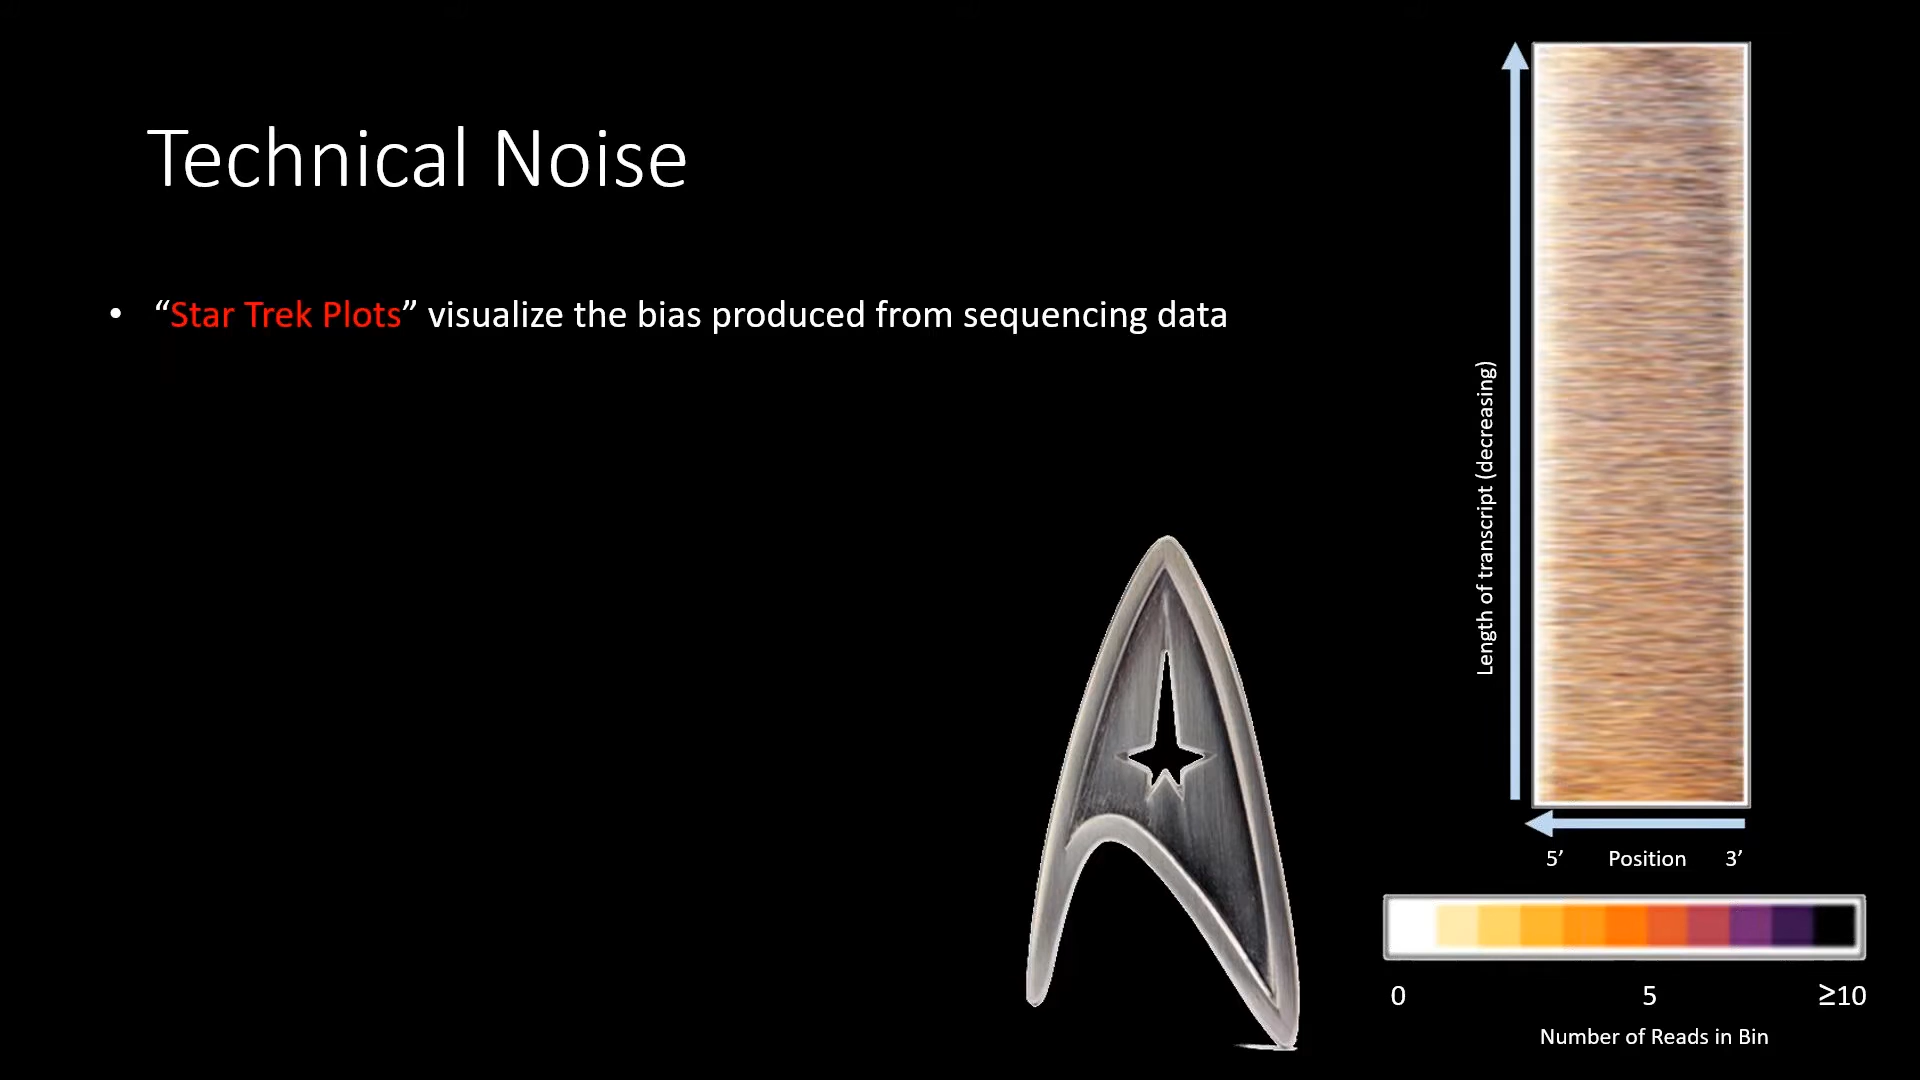 Technical Noise
• “Star Trek Plots” visualize the bias produced from sequencing data
Length of transcript (decreasing)
5’ Position 3’
0 5 ≥10
Number of Reads in Bin